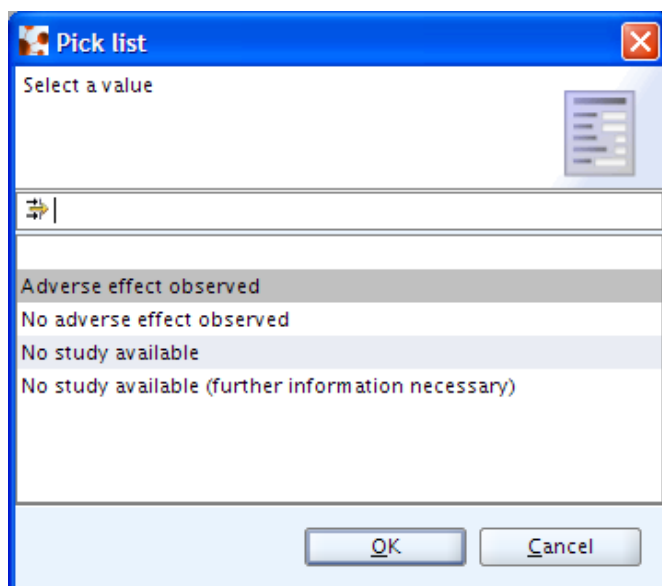 Pick list
Select a value
Adverse effect observed
No adverse effect observed
No study available
No study available (further information necessary)
OK
Cancel